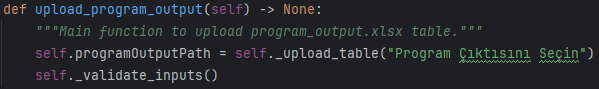 def upload_program_output(self) -> None:
    """Main function to upload program_output.xlsx table."""
    self.programOutputPath = self._upload_table("Program Çıktısını Seçin")
    self._validate_inputs()